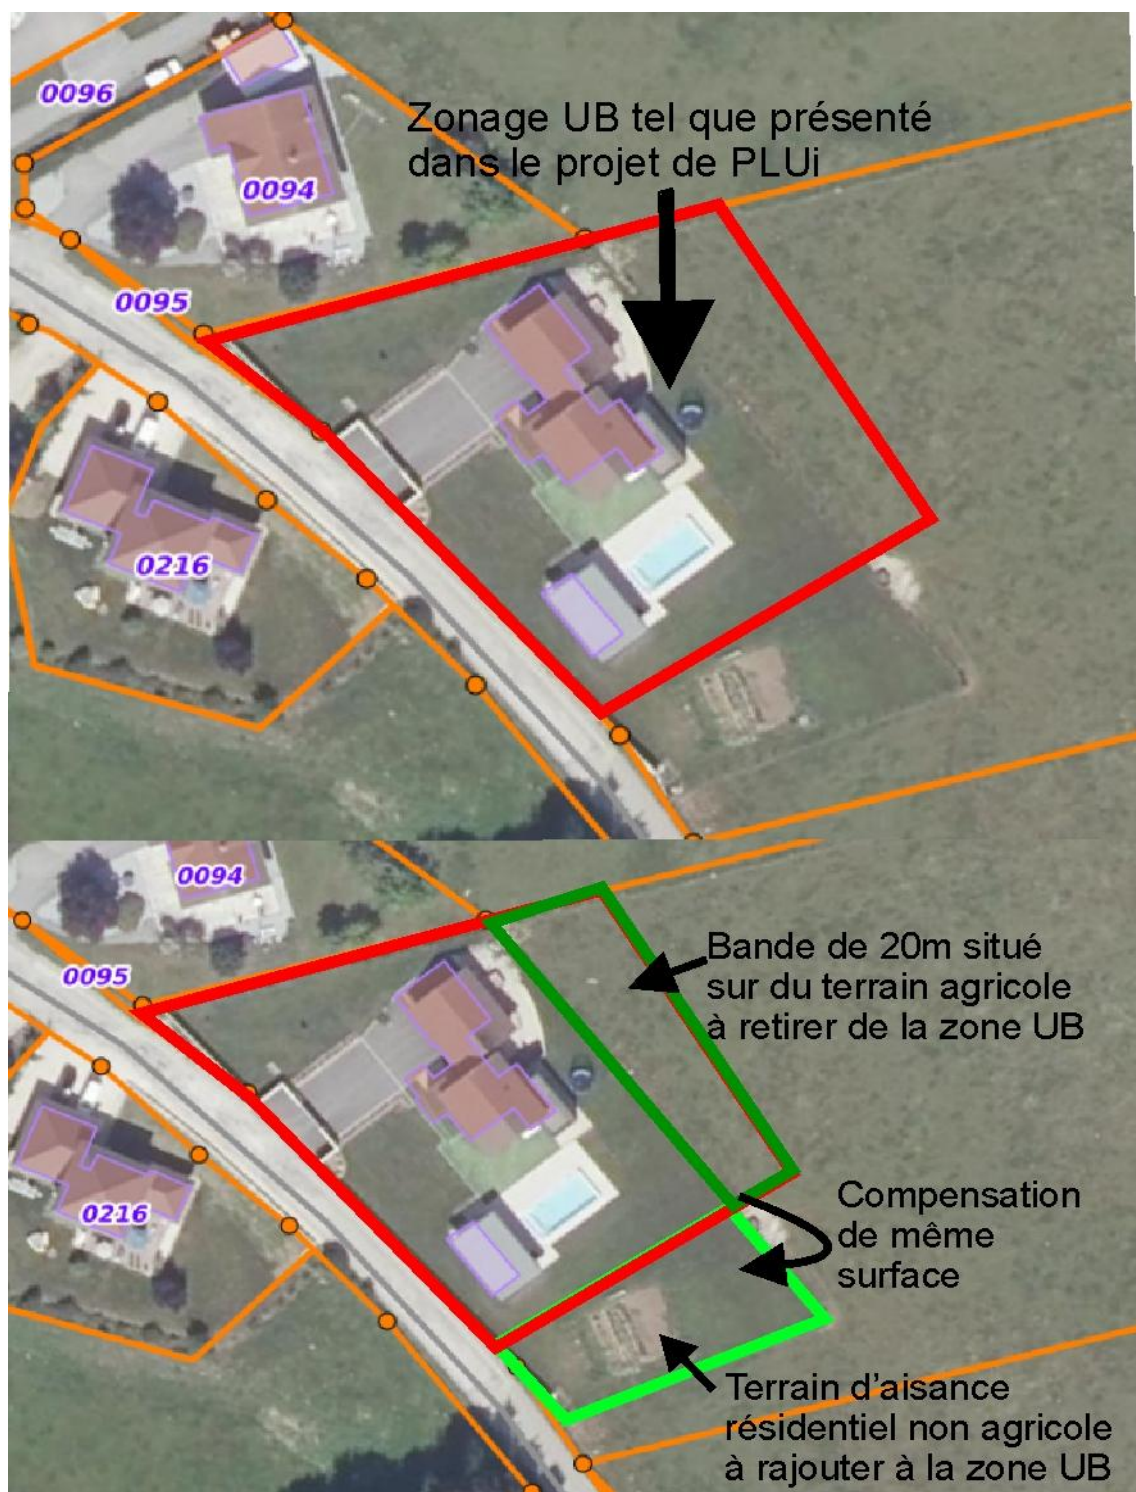 0096
Zonage UB tel que présenté
dans le projet de PLUi
0094
0095
0216
0094
0095
Bande de 20m situé
sur du terrain agricole
à retirer de la zone UB
0216
Compensation
de même
surface
Terrain d'aisance
résidentiel non agricole
à rajouter à la zone UB